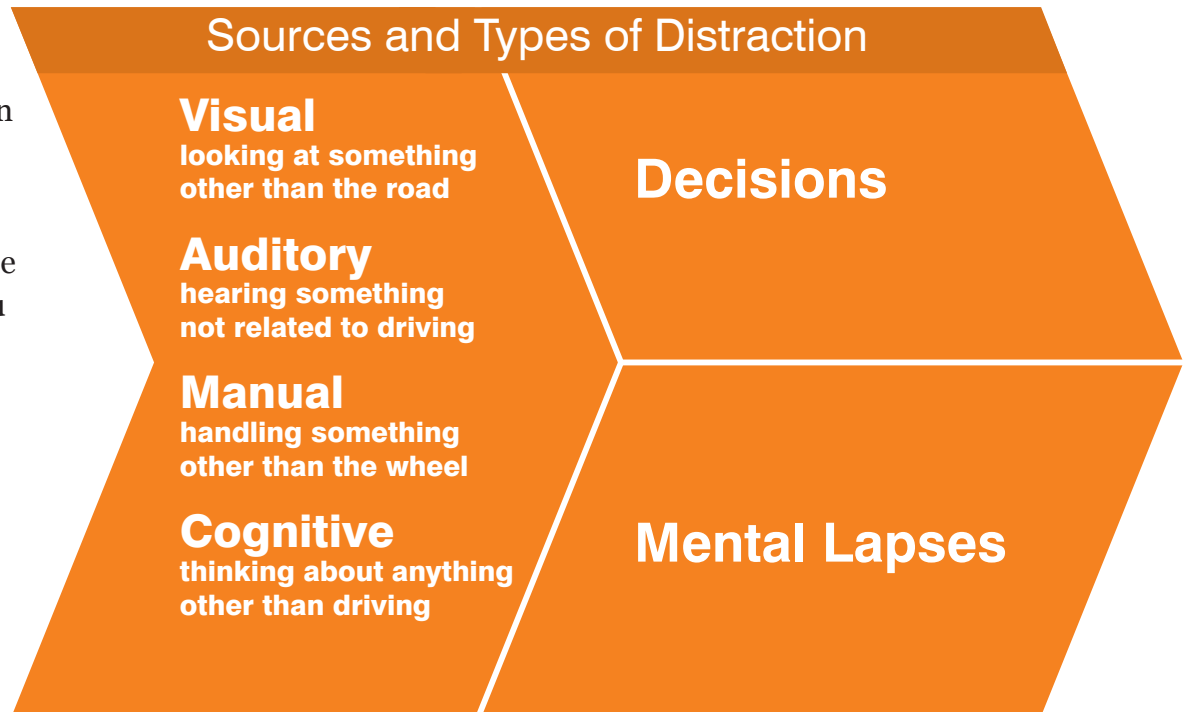 Sources and Types of Distraction
Visual
looking at something
other than the road
Auditory
hearing something
not related to driving
Manual
handling something
other than the wheel
Cognitive
thinking about anything
other than driving
Decisions
Mental Lapses